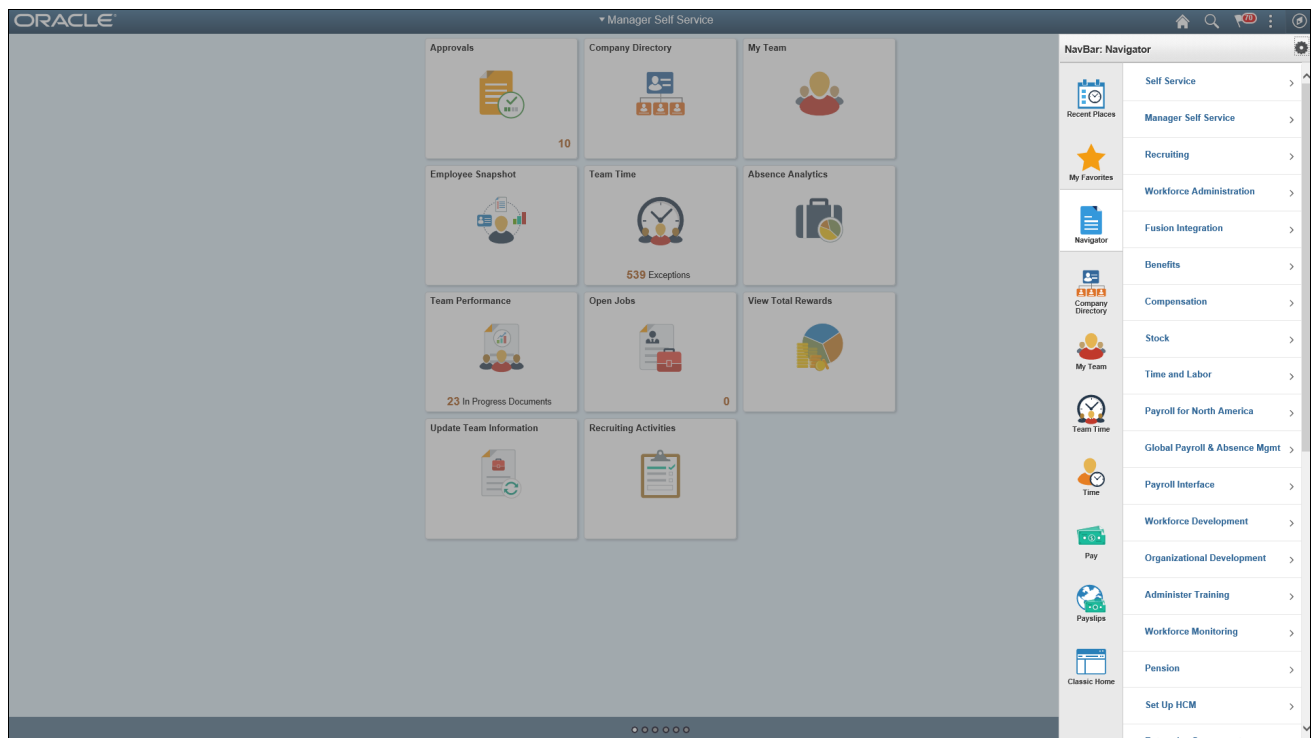 ORACLE
Manager Self Service
78
Approvals
10
Company Directory
My Team
Employee Snapshot
Team Time
539 Exceptions
Absence Analytics
Team Performance
23 In Progress Documents
Open Jobs
0
View Total Rewards
Update Team Information
Recruiting Activities
NavBar: Navigator
Recent Places
My Favorites
Navigator
Company
Directory
My Team
Team Time
Time
Pay
Payslips
Classic Home
Self Service
Manager Self Service
Recruiting
Workforce Administration
Fusion Integration
Benefits
Compensation
Stock
Time and Labor
Payroll for North America
Global Payroll & Absence Mgmt
Payroll Interface
Workforce Development
Organizational Development
Administer Training
Workforce Monitoring
Pension
Set Up HCM